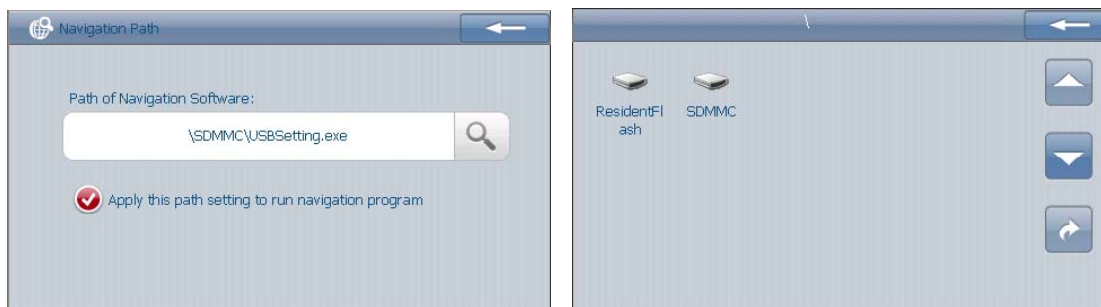 Navigation Path
Path of Navigation Software:
\SDMMC\USBSetting.exe
Apply this path setting to run navigation program
\
ResidentFl
ash
SDMMC